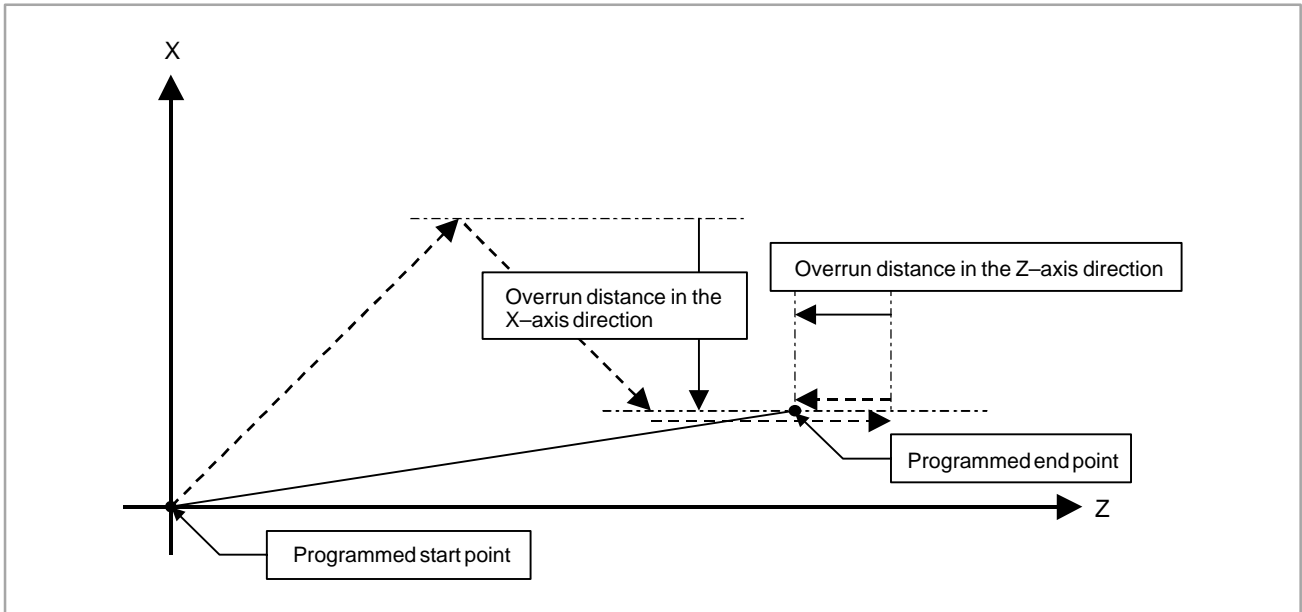 X
Overrun distance in the Z–axis direction
Overrun distance in the
X–axis direction
Programmed end point
Z
Programmed start point